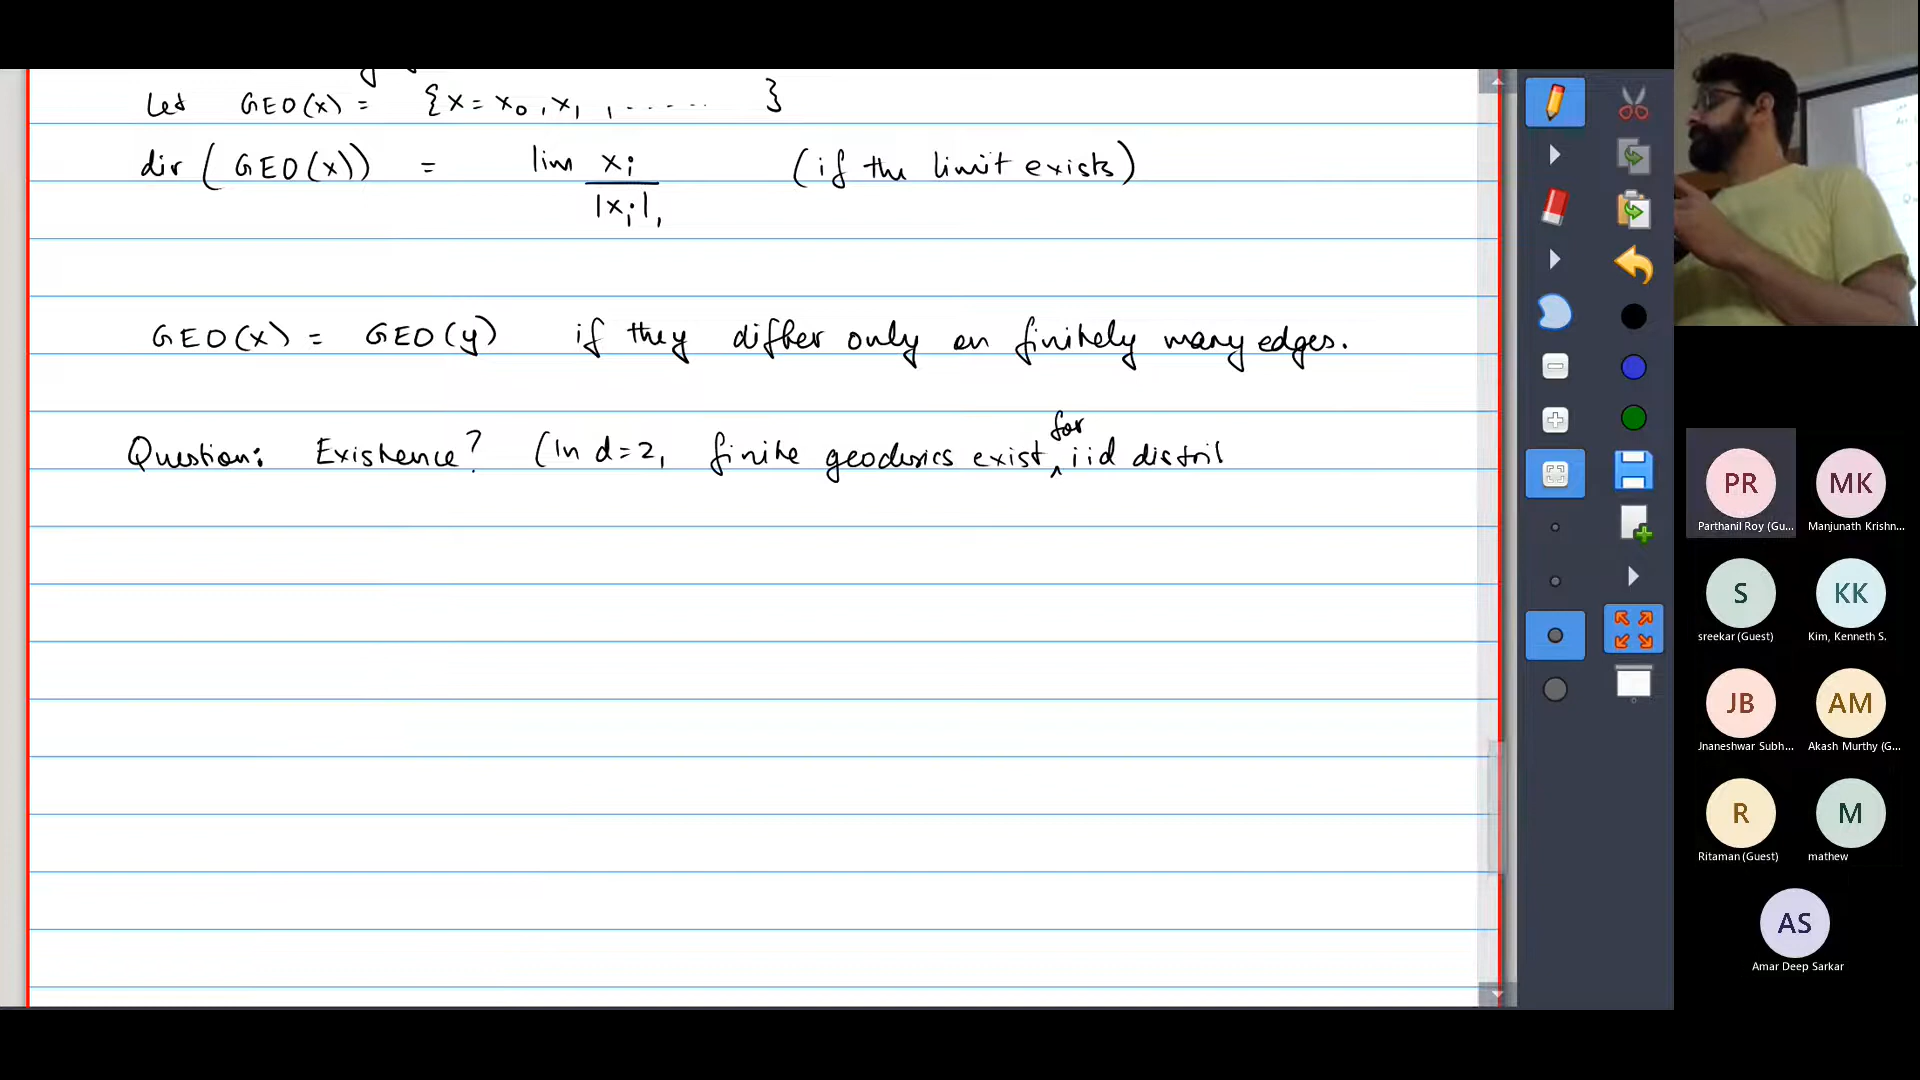 Let GEO(x) = {x = x₀, x₁, ...... }
dir (GEO(x)) = lim xᵢ / |xᵢ|₁ (if the limit exists)
GEO(x) = GEO(y) if they differ only on finitely many edges.
Question: Existence? (In d=2, finite geodesics exist for iid distri
PR
Parthanil Roy (Gu...
MK
Manjunath Krishn...
S
sreekar (Guest)
KK
Kim, Kenneth S.
JB
Jnaneshwar Subh...
AM
Akash Murthy (G...
R
Ritaman (Guest)
M
mathew
AS
Amar Deep Sarkar